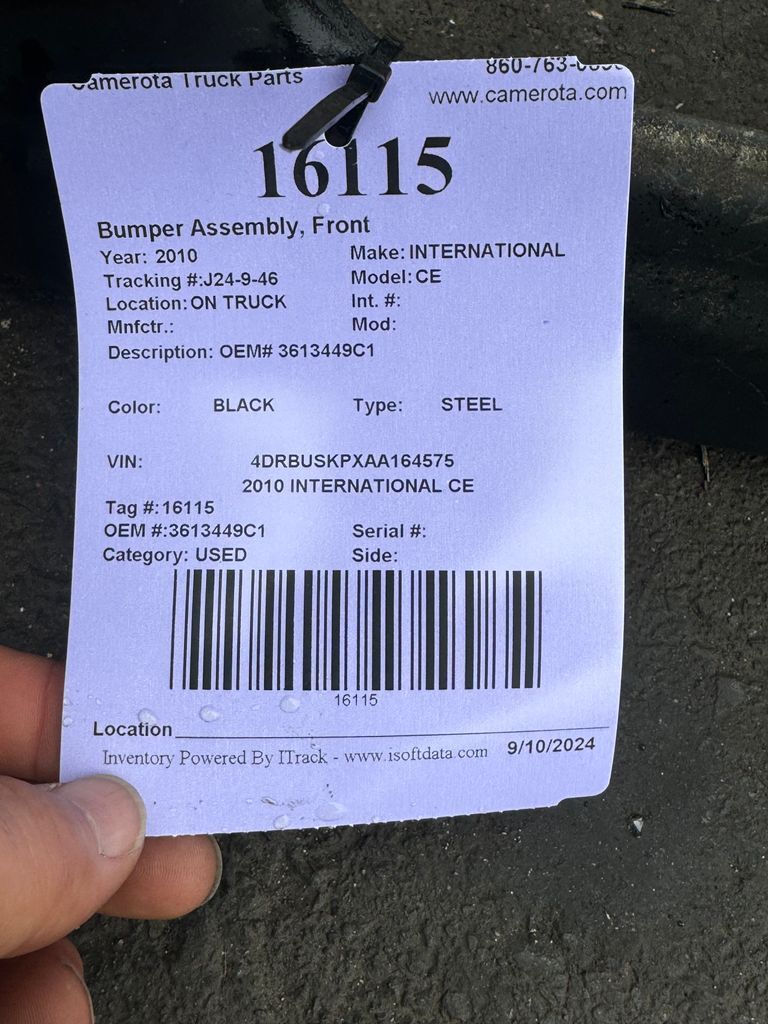 Camerota Truck Parts
860-763-
www.camerota.com
16115
Bumper Assembly, Front
Year: 2010 Make: INTERNATIONAL
Tracking #:J24-9-46 Model: CE
Location: ON TRUCK Int. #:
Mnfctr.: Mod:
Description: OEM# 3613449C1
Color: BLACK Type: STEEL
VIN: 4DRBUSKPXAA164575
2010 INTERNATIONAL CE
Tag #:16115
OEM #:3613449C1 Serial #:
Category: USED Side:
16115
Location
Inventory Powered By ITrack - www.isoftdata.com 9/10/2024